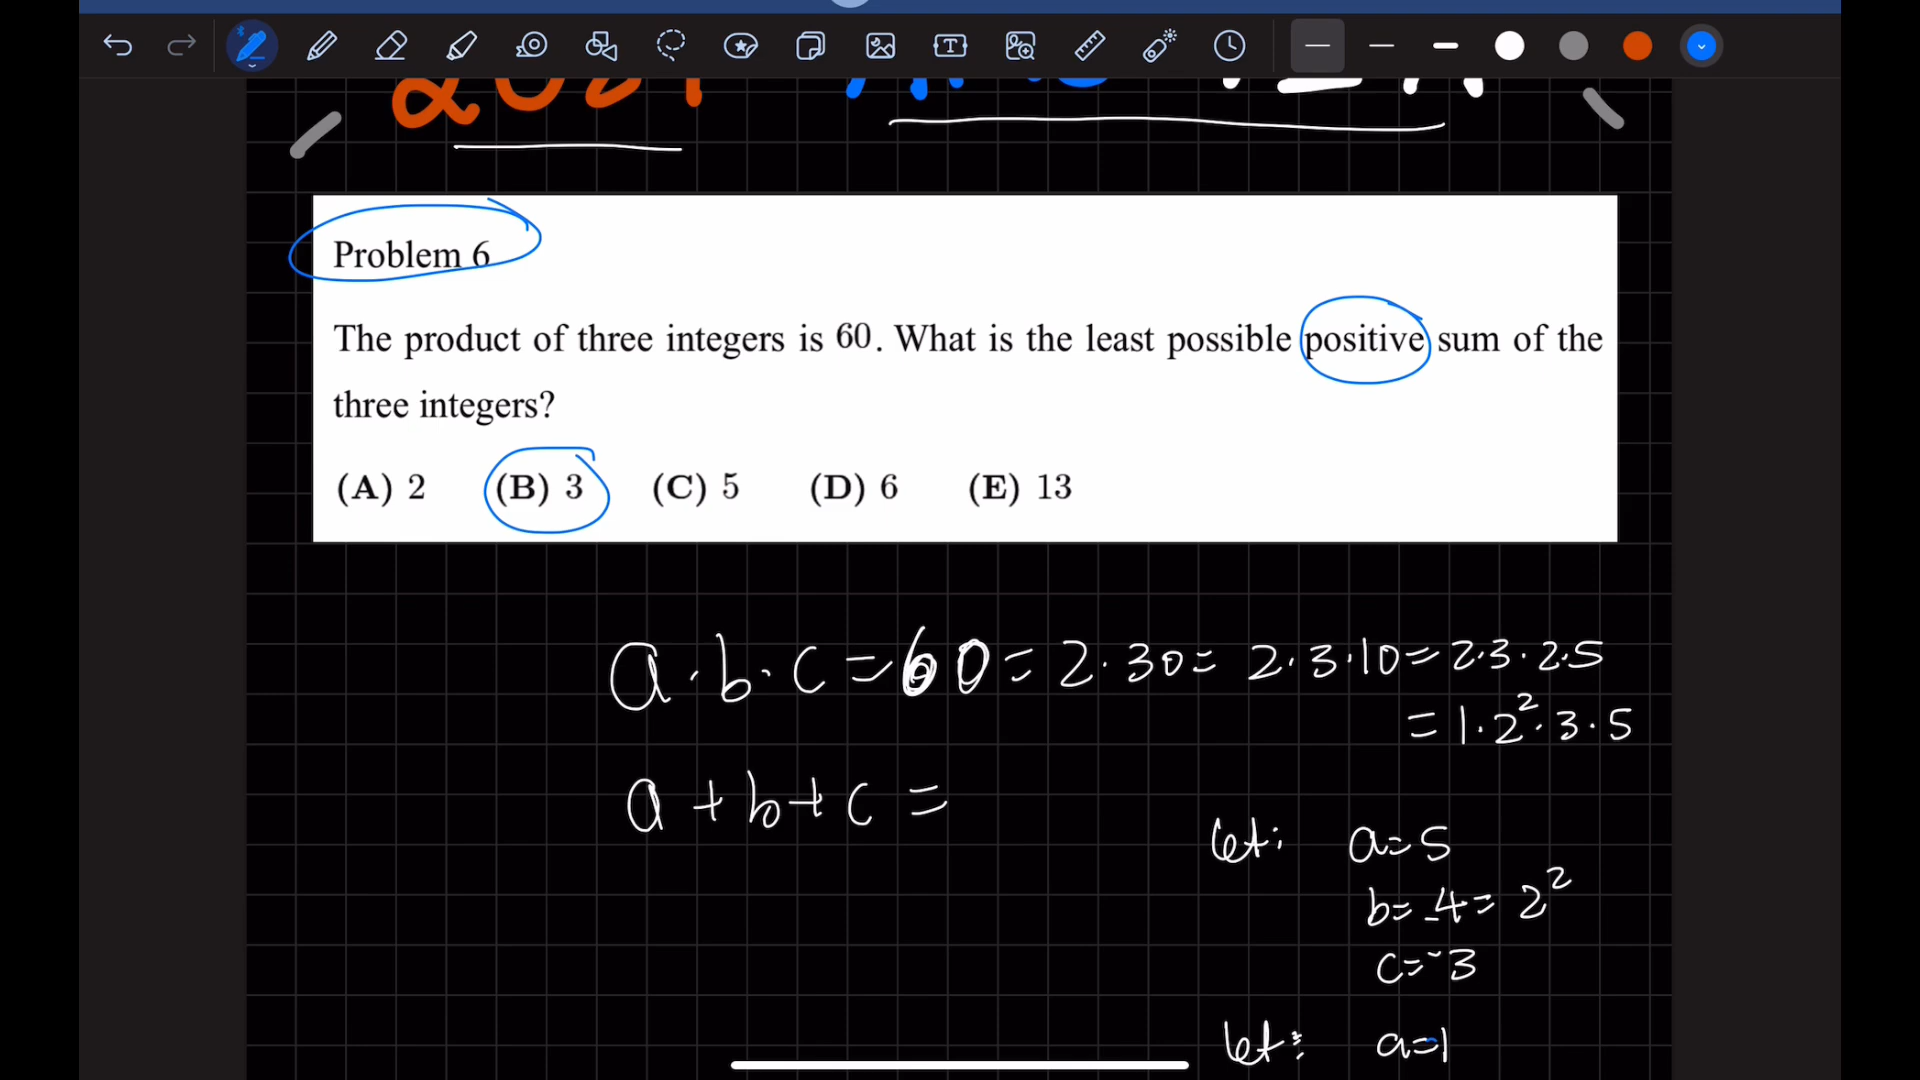 Problem 6
The product of three integers is 60. What is the least possible positive sum of the
three integers?
(A) 2 (B) 3 (C) 5 (D) 6 (E) 13
a·b·c=60=2·30=2·3·10=2·3·2·5
=1·2²·3·5
a+b+c=
let: a=5
b=-4=2²
c=-3
let: a=1